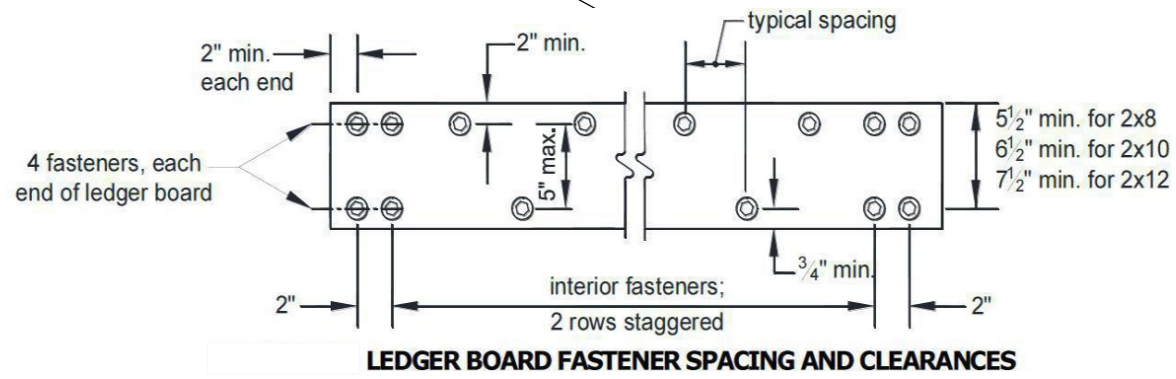 typical spacing
2" min.
each end
2" min.
5½" min. for 2x8
6½" min. for 2x10
7½" min. for 2x12
4 fasteners, each
end of ledger board
5" max.
¾" min.
interior fasteners;
2 rows staggered
2"
2"
LEDGER BOARD FASTENER SPACING AND CLEARANCES